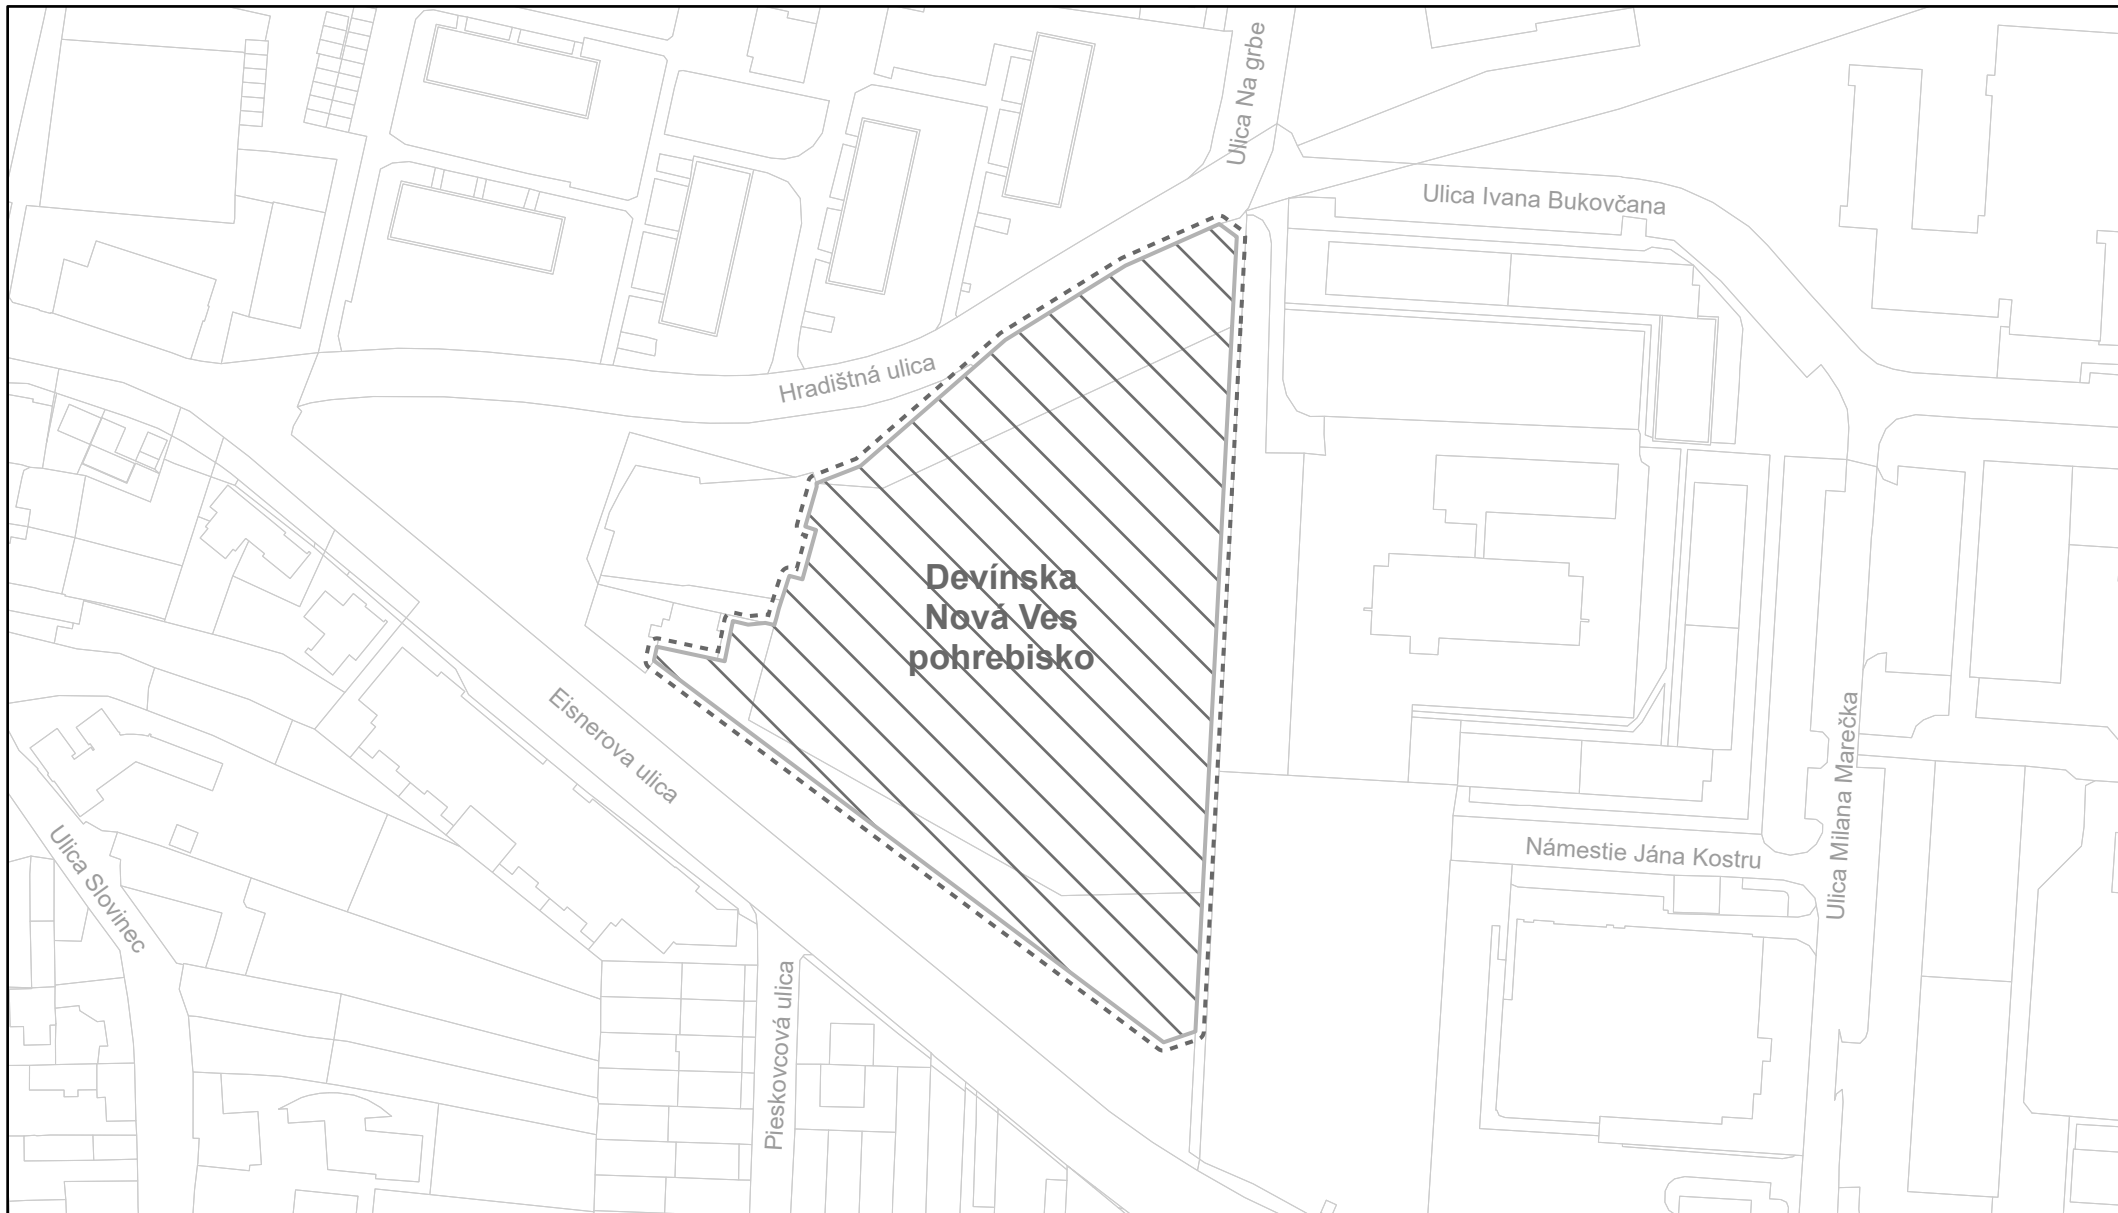 Ulica Na grbe
Ulica Ivana Bukovčana
Hradištná ulica
Devínska
Nová Ves
pohrebisko
Eisnerova ulica
Ulica Milana Marečka
Ulica Slovinec
Námestie Jána Kostru
Pieskovcová ulica